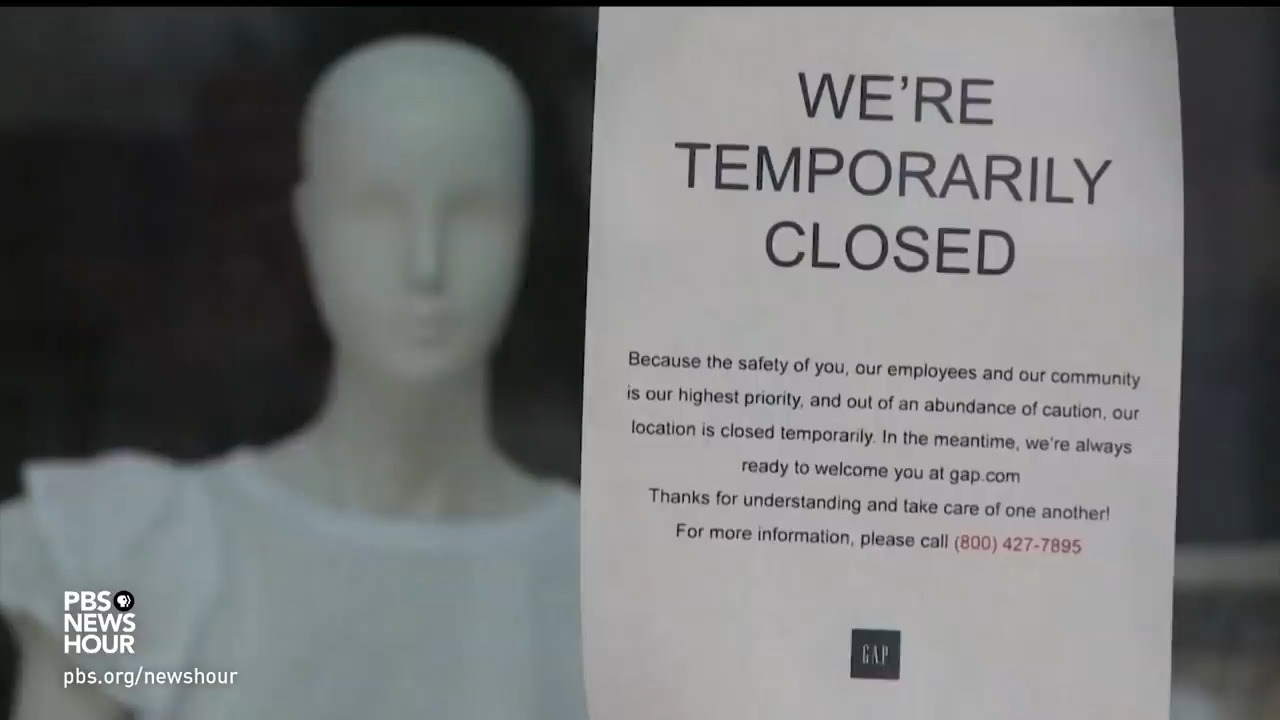 WE'RE
TEMPORARILY
CLOSED
Because the safety of you, our employees and our community
is our highest priority, and out of an abundance of caution, our
location is closed temporarily. In the meantime, we're always
ready to welcome you at gap.com
Thanks for understanding and take care of one another!
For more information, please call (800) 427-7895
GAP
PBS
NEWS
HOUR
pbs.org/newshour